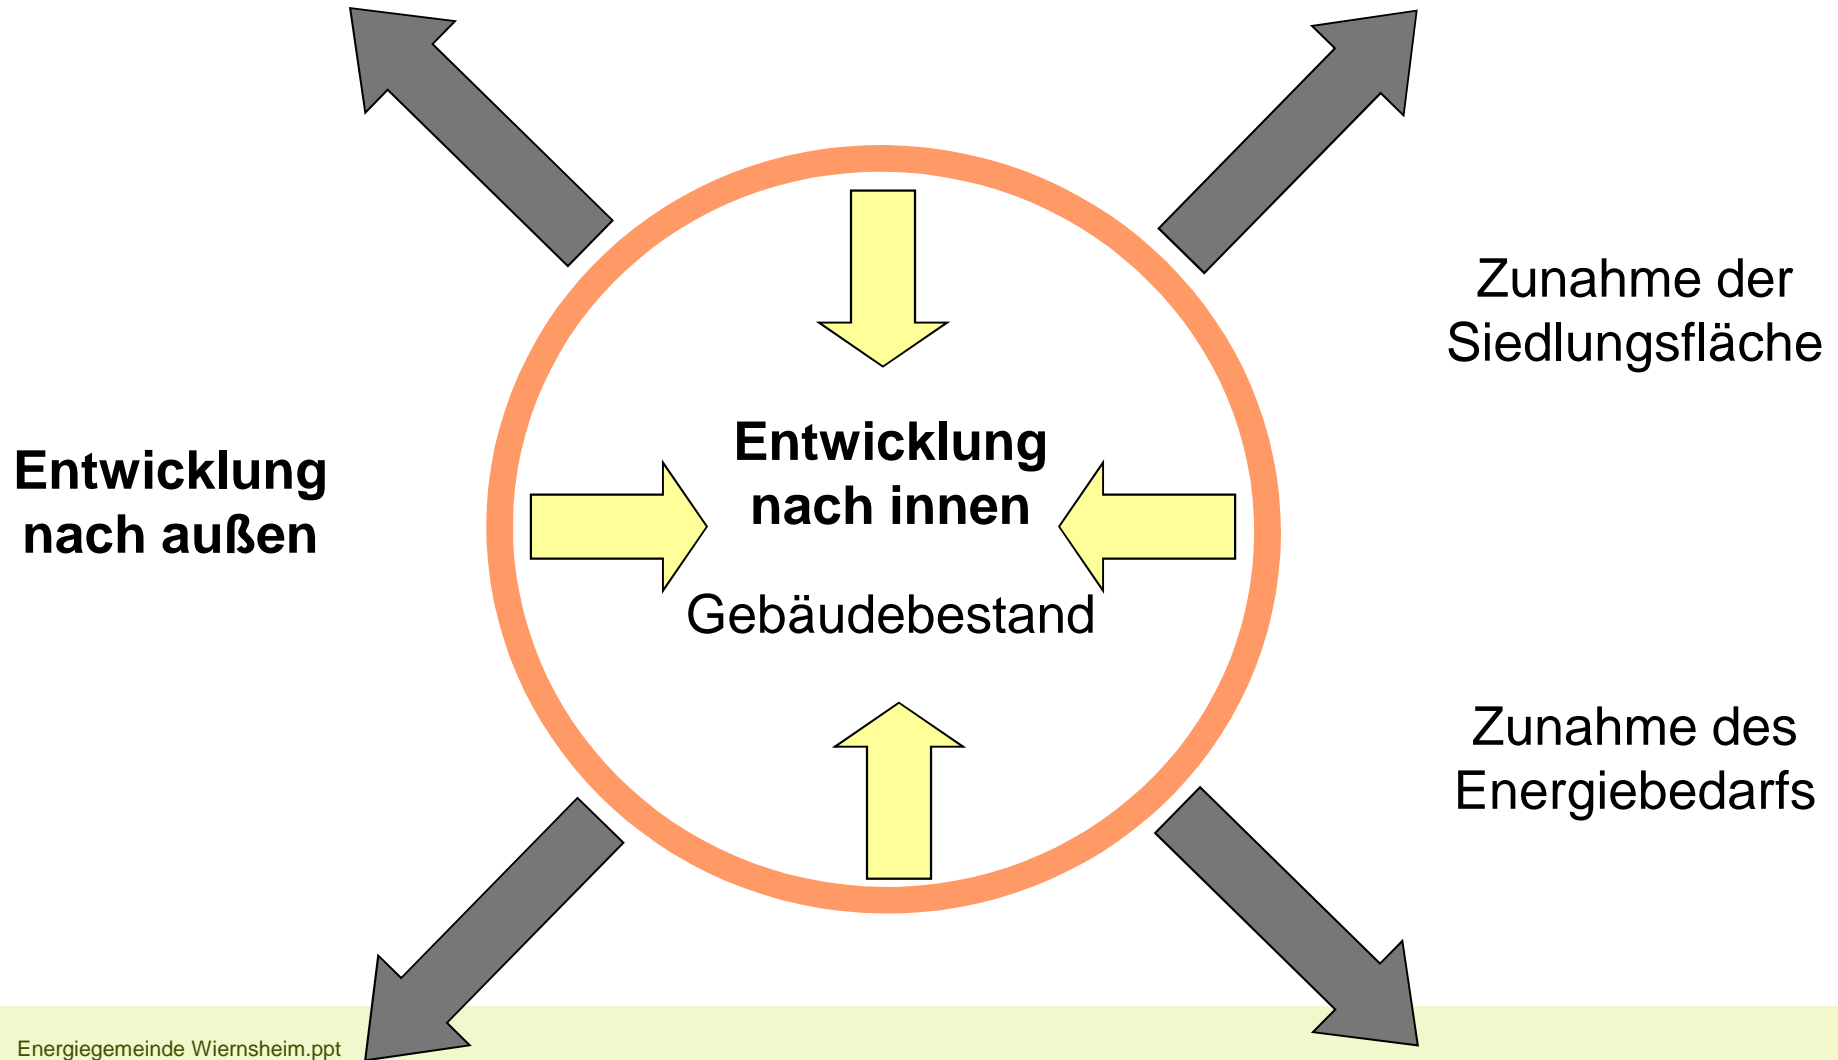 Entwicklung
nach außen
Entwicklung
nach innen
Gebäudebestand
Zunahme der
Siedlungsfläche
Zunahme des
Energiebedarfs
Energiegemeinde Wiernsheim.ppt